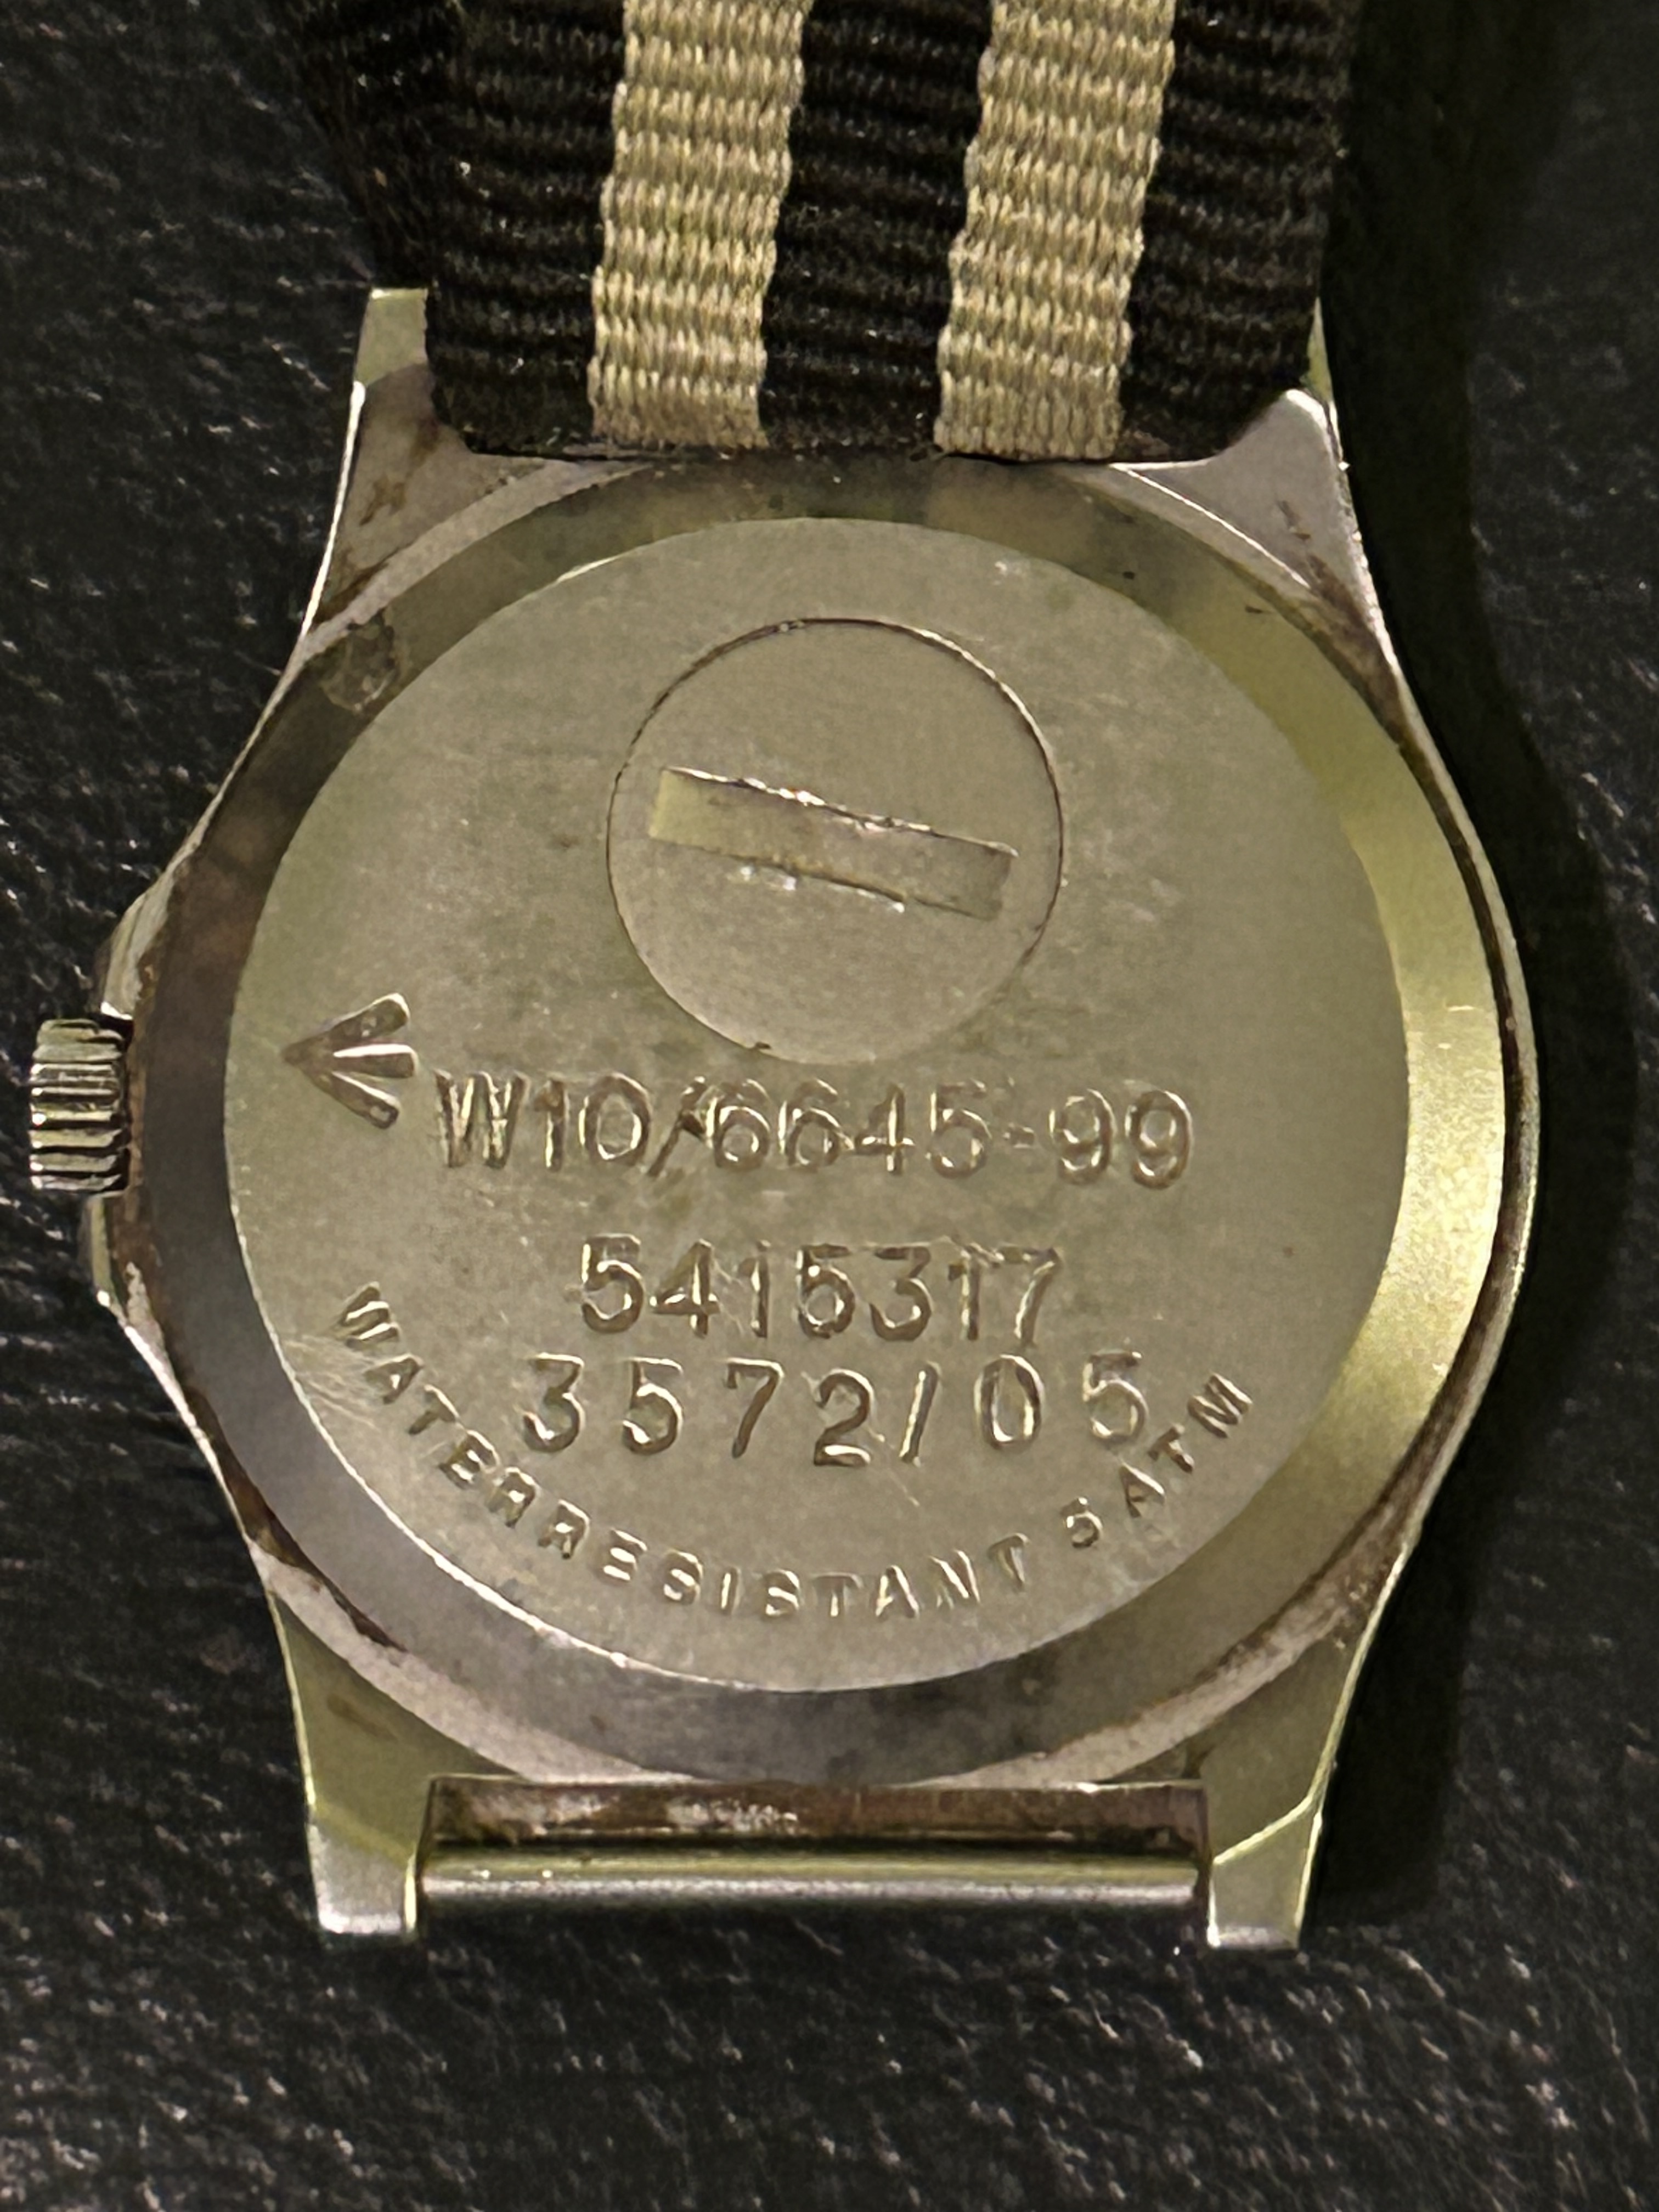 W10/6645-99
5415317
3572/05
WATER RESISTANT 5 ATM